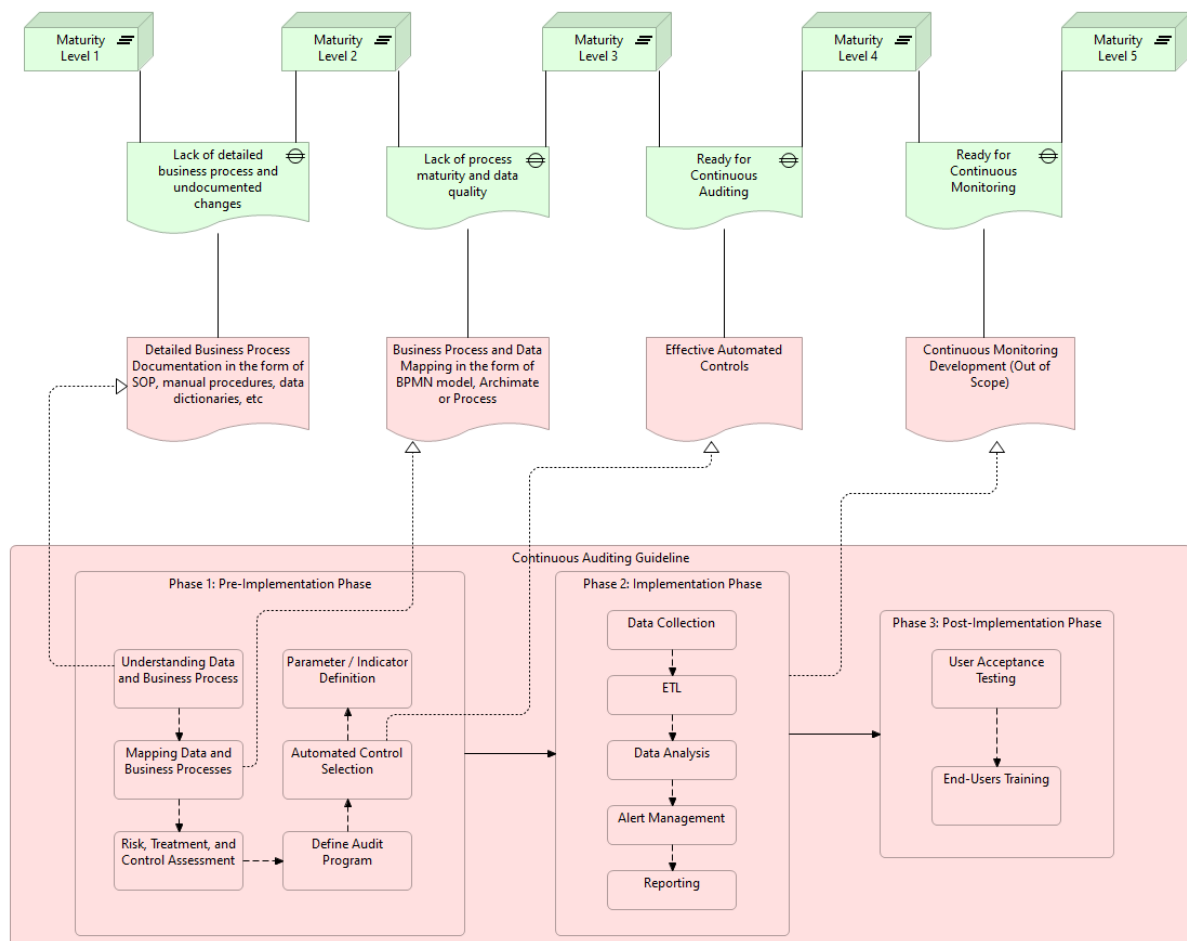 Maturity
Level 1
Maturity
Level 2
Maturity
Level 3
Maturity
Level 4
Maturity
Level 5
Lack of detailed
business process and
undocumented
changes
Lack of process
maturity and data
quality
Ready for
Continuous
Auditing
Ready for
Continuous
Monitoring
Detailed Business Process
Documentation in the form of
SOP, manual procedures, data
dictionaries, etc
Business Process and Data
Mapping in the form of
BPMN model, Archimate
or Process
Effective Automated
Controls
Continuous Monitoring
Development (Out of
Scope)
Continuous Auditing Guideline
Phase 1: Pre-Implementation Phase
Understanding Data
and Business Process
Mapping Data and
Business Processes
Risk, Treatment, and
Control Assessment
Parameter / Indicator
Definition
Automated Control
Selection
Define Audit
Program
Phase 2: Implementation Phase
Data Collection
ETL
Data Analysis
Alert Management
Reporting
Phase 3: Post-Implementation Phase
User Acceptance
Testing
End-Users Training